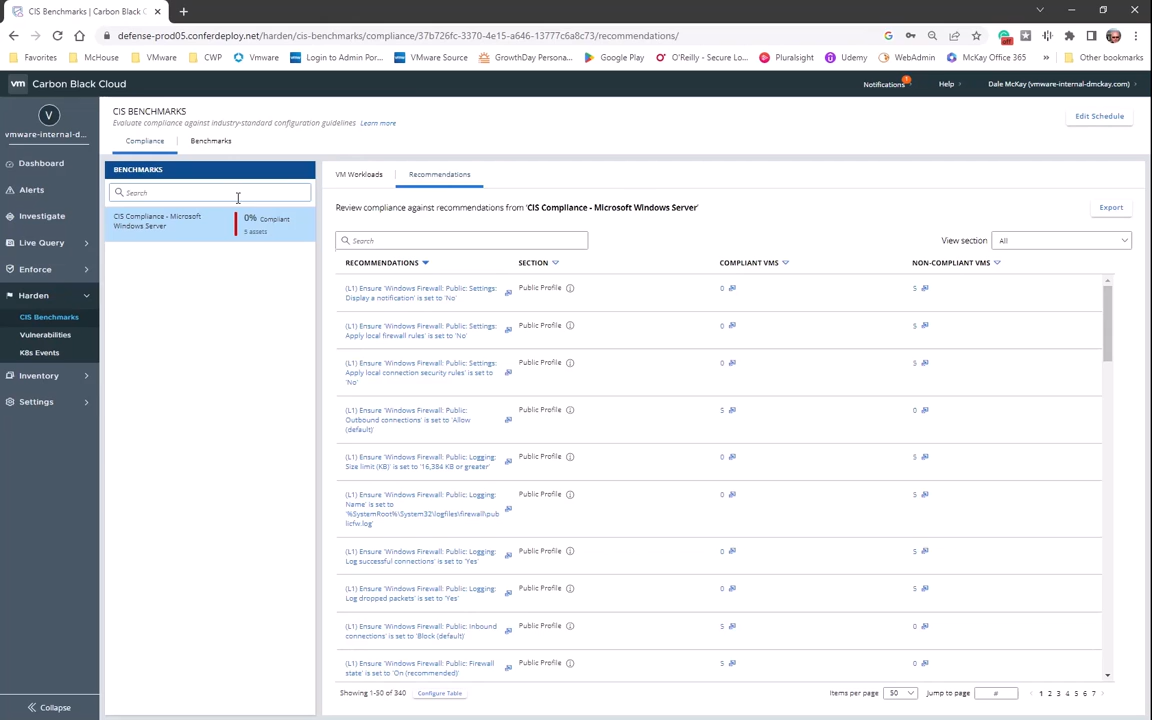 CIS Benchmarks | Carbon Black C
defense-prod05.conferdeploy.net/harden/cis-benchmarks/compliance/37b726fc-3370-4e15-a646-13777c6a8c73/recommendations/
Favorites McHouse VMware CWP Vmware Login to Admin Por... VMware Source GrowthDay Persona... Google Play O'Reilly - Secure Lo... Pluralsight Udemy WebAdmin McKay Office 365 » Other bookmarks
vm Carbon Black Cloud Notifications Help Dale McKay (vmware-internal-dmckay.com)
V
vmware-internal-d...
Dashboard
Alerts
Investigate
Live Query
Enforce
Harden
CIS Benchmarks
Vulnerabilities
K8s Events
Inventory
Settings
Collapse
CIS BENCHMARKS
Evaluate compliance against industry-standard configuration guidelines Learn more
Edit Schedule
Compliance Benchmarks
BENCHMARKS
Search
CIS Compliance - Microsoft
Windows Server
0% Compliant
5 assets
VM Workloads Recommendations
Review compliance against recommendations from 'CIS Compliance - Microsoft Windows Server'
Export
Search
View section All
RECOMMENDATIONS SECTION COMPLIANT VMS NON-COMPLIANT VMS
(L1) Ensure 'Windows Firewall: Public: Settings: Public Profile 0 5
Display a notification' is set to 'No'
(L1) Ensure 'Windows Firewall: Public: Settings: Public Profile 0 5
Apply local firewall rules' is set to 'No'
(L1) Ensure 'Windows Firewall: Public: Settings: Public Profile 0 5
Apply local connection security rules' is set to
'No'
(L1) Ensure 'Windows Firewall: Public: Public Profile 5 0
Outbound connections' is set to 'Allow
(default)'
(L1) Ensure 'Windows Firewall: Public: Logging: Public Profile 0 5
Size limit (KB)' is set to '16,384 KB or greater'
(L1) Ensure 'Windows Firewall: Public: Logging: Public Profile 0 5
Name' is set to
'%SystemRoot%\System32\logfiles\firewall\pub
licfw.log'
(L1) Ensure 'Windows Firewall: Public: Logging: Public Profile 0 5
Log successful connections' is set to 'Yes'
(L1) Ensure 'Windows Firewall: Public: Logging: Public Profile 0 5
Log dropped packets' is set to 'Yes'
(L1) Ensure 'Windows Firewall: Public: Inbound Public Profile 5 0
connections' is set to 'Block (default)'
(L1) Ensure 'Windows Firewall: Public: Firewall Public Profile 5 0
state' is set to 'On (recommended)'
Showing 1-50 of 340 Configure Table Items per page 50 Jump to page # 1 2 3 4 5 6 7